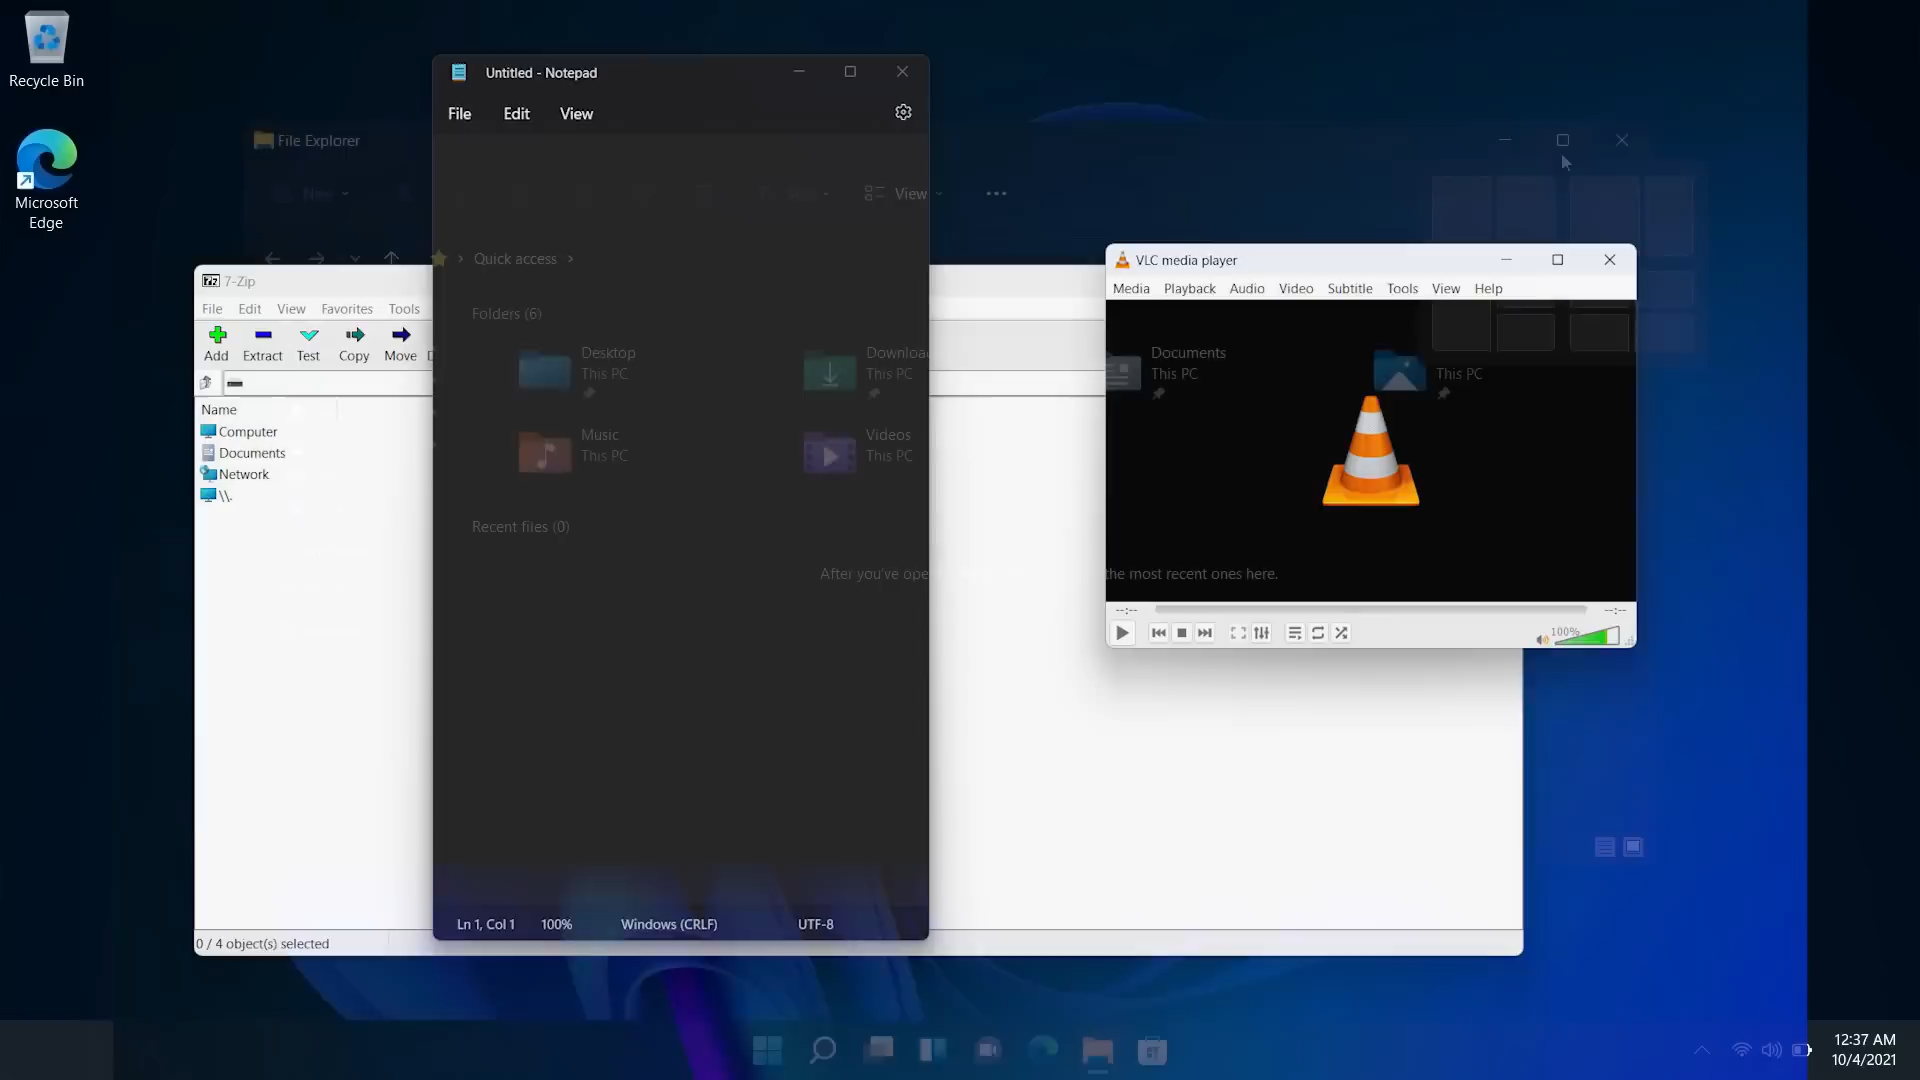 Recycle Bin
Microsoft
Edge
Untitled - Notepad
File Edit View
File Explorer
New
View
Quick access
Folders (6)
Desktop
This PC
Downloa
This PC
Documents
This PC
This PC
Music
This PC
Videos
This PC
Recent files (0)
After you've ope
the most recent ones here.
Ln 1, Col 1 100% Windows (CRLF) UTF-8
7-Zip
File Edit View Favorites Tools
Add Extract Test Copy Move
Name
Computer
Documents
Network
\\.
0 / 4 object(s) selected
VLC media player
Media Playback Audio Video Subtitle Tools View Help
--:-- --:--
100%
12:37 AM
10/4/2021